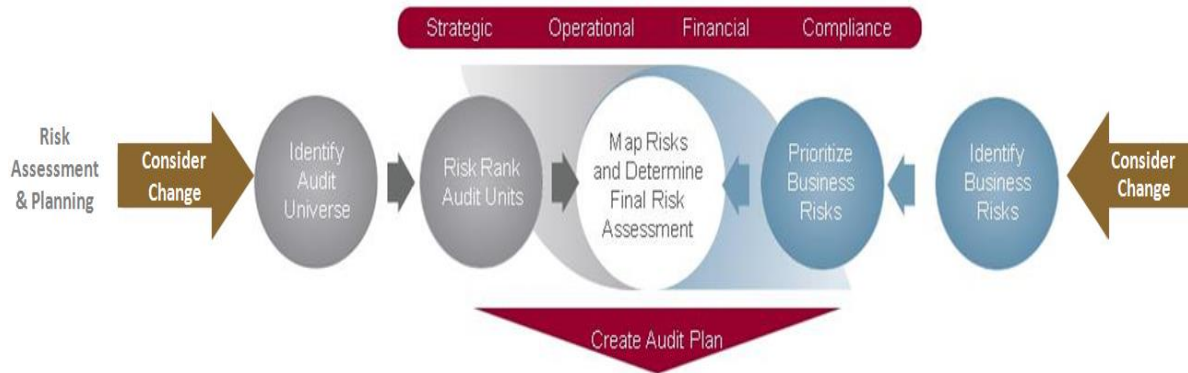 Strategic Operational Financial Compliance
Risk
Assessment
& Planning
Consider
Change
Identify
Audit
Universe
Risk Rank
Audit Units
Map Risks
and Determine
Final Risk
Assessment
Prioritize
Business
Risks
Identify
Business
Risks
Consider
Change
Create Audit Plan